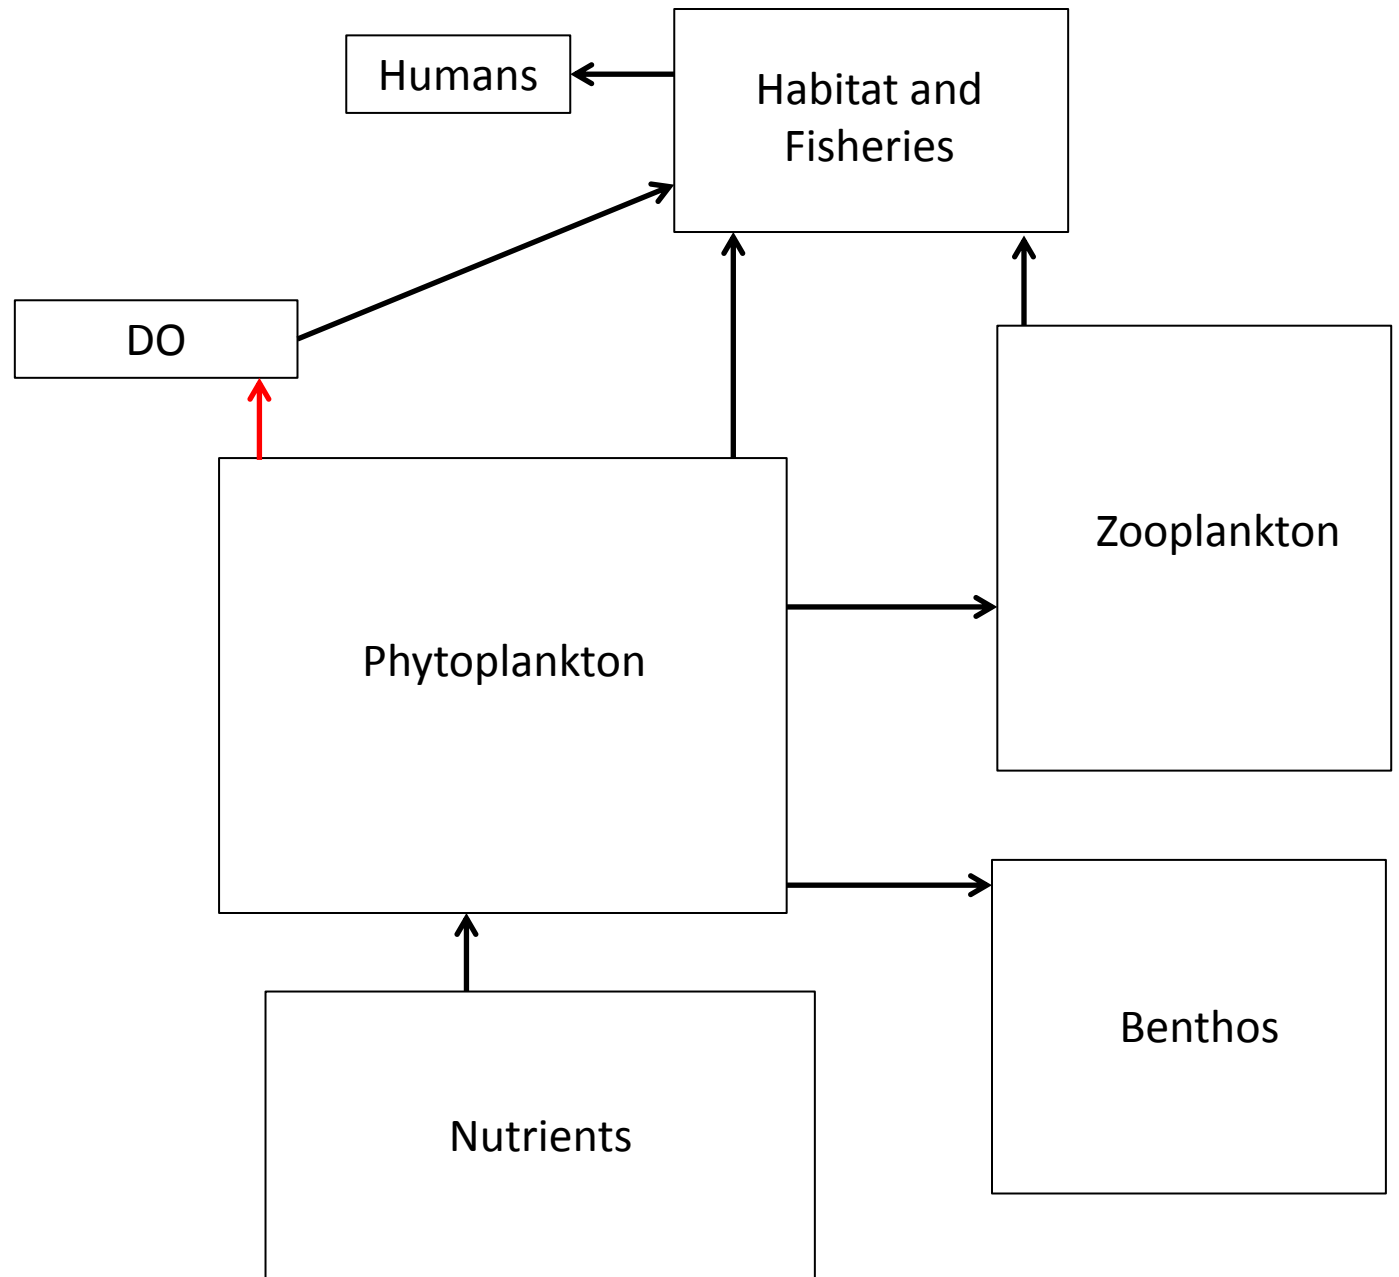 Humans
Habitat and
Fisheries
DO
Zooplankton
Phytoplankton
Benthos
Nutrients